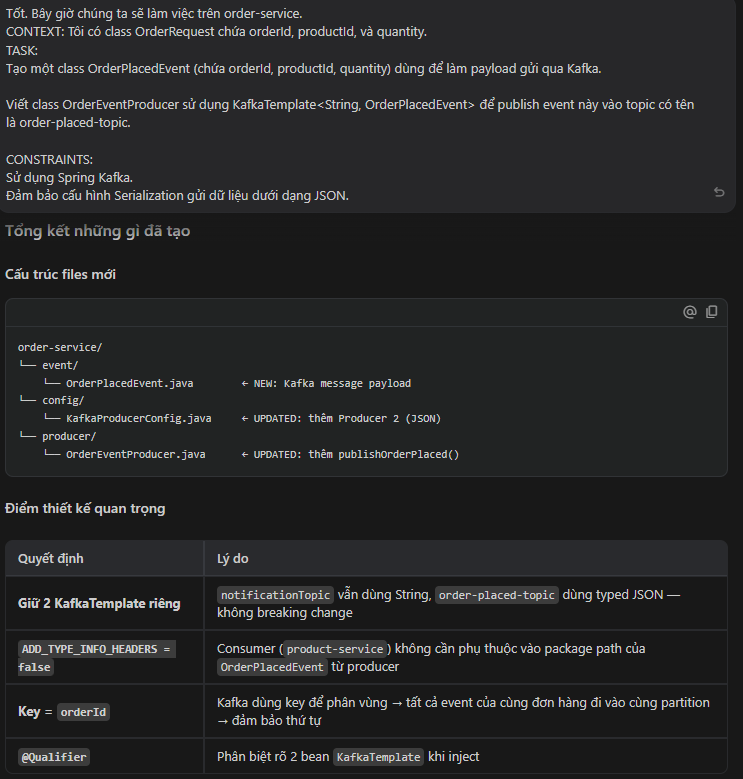 Tốt. Bây giờ chúng ta sẽ làm việc trên order-service.
CONTEXT: Tôi có class OrderRequest chứa orderId, productId, và quantity.
TASK:
Tạo một class OrderPlacedEvent (chứa orderId, productId, quantity) dùng để làm payload gửi qua Kafka.
Viết class OrderEventProducer sử dụng KafkaTemplate<String, OrderPlacedEvent> để publish event này vào topic có tên
là order-placed-topic.
CONSTRAINTS:
Sử dụng Spring Kafka.
Đảm bảo cấu hình Serialization gửi dữ liệu dưới dạng JSON.
Tổng kết những gì đã tạo
Cấu trúc files mới
order-service/
└── event/
    └── OrderPlacedEvent.java        ← NEW: Kafka message payload
└── config/
    └── KafkaProducerConfig.java     ← UPDATED: thêm Producer 2 (JSON)
└── producer/
    └── OrderEventProducer.java      ← UPDATED: thêm publishOrderPlaced()
Điểm thiết kế quan trọng
Quyết định Lý do
Giữ 2 KafkaTemplate riêng notificationTopic vẫn dùng String, order-placed-topic dùng typed JSON —
không breaking change
ADD_TYPE_INFO_HEADERS = Consumer (product-service) không cần phụ thuộc vào package path của
false OrderPlacedEvent từ producer
Key = orderId Kafka dùng key để phân vùng → tất cả event của cùng đơn hàng đi vào cùng partition
→ đảm bảo thứ tự
@Qualifier Phân biệt rõ 2 bean KafkaTemplate khi inject